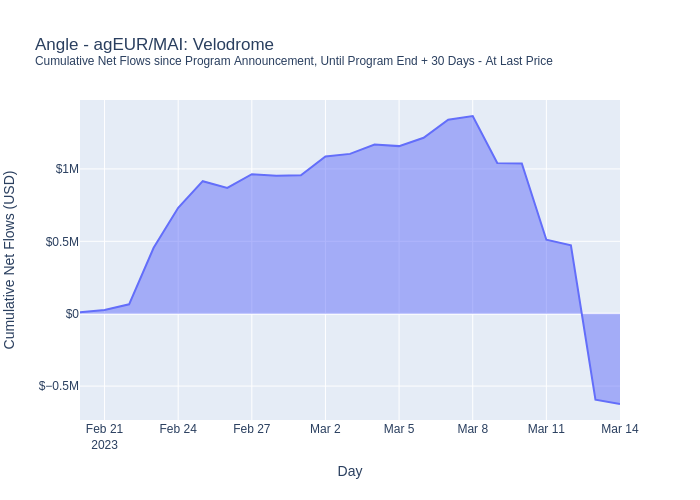 Angle - agEUR/MAI: Velodrome
Cumulative Net Flows since Program Announcement, Until Program End + 30 Days - At Last Price
Cumulative Net Flows (USD)
$1M
$0.5M
$0
$−0.5M
Feb 21
2023
Feb 24
Feb 27
Mar 2
Mar 5
Mar 8
Mar 11
Mar 14
Day